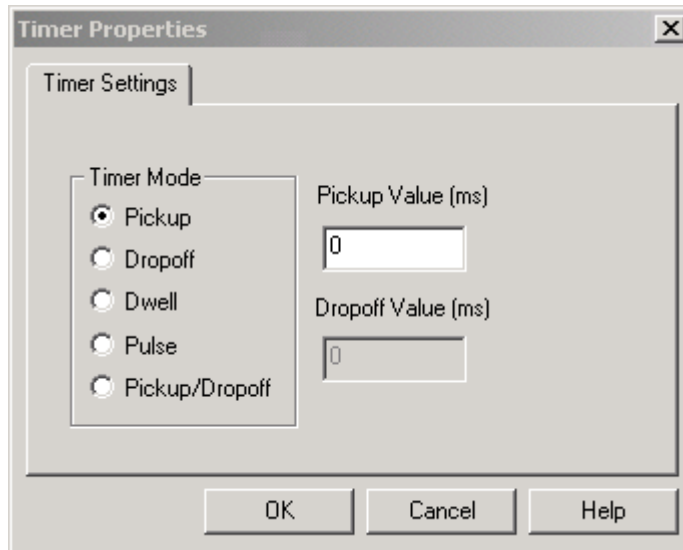 Timer Properties
Timer Settings
Timer Mode
Pickup
Dropoff
Dwell
Pulse
Pickup/Dropoff
Pickup Value (ms)
0
Dropoff Value (ms)
0
OK
Cancel
Help